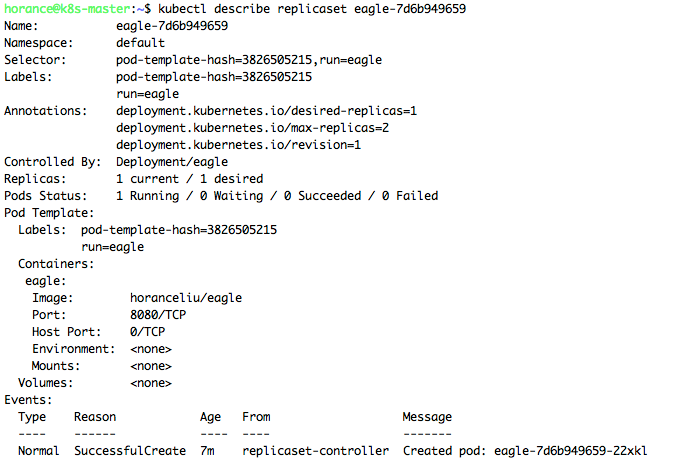 horance@k8s-master:~$ kubectl describe replicaset eagle-7d6b949659
Name:           eagle-7d6b949659
Namespace:      default
Selector:       pod-template-hash=3826505215,run=eagle
Labels:         pod-template-hash=3826505215
                run=eagle
Annotations:    deployment.kubernetes.io/desired-replicas=1
                deployment.kubernetes.io/max-replicas=2
                deployment.kubernetes.io/revision=1
Controlled By:  Deployment/eagle
Replicas:       1 current / 1 desired
Pods Status:    1 Running / 0 Waiting / 0 Succeeded / 0 Failed
Pod Template:
  Labels:  pod-template-hash=3826505215
           run=eagle
  Containers:
   eagle:
    Image:        horanceliu/eagle
    Port:         8080/TCP
    Host Port:    0/TCP
    Environment:  <none>
    Mounts:       <none>
  Volumes:        <none>
Events:
  Type    Reason            Age   From                   Message
  ----    ------            ----  ----                   -------
  Normal  SuccessfulCreate  7m    replicaset-controller  Created pod: eagle-7d6b949659-22xkl